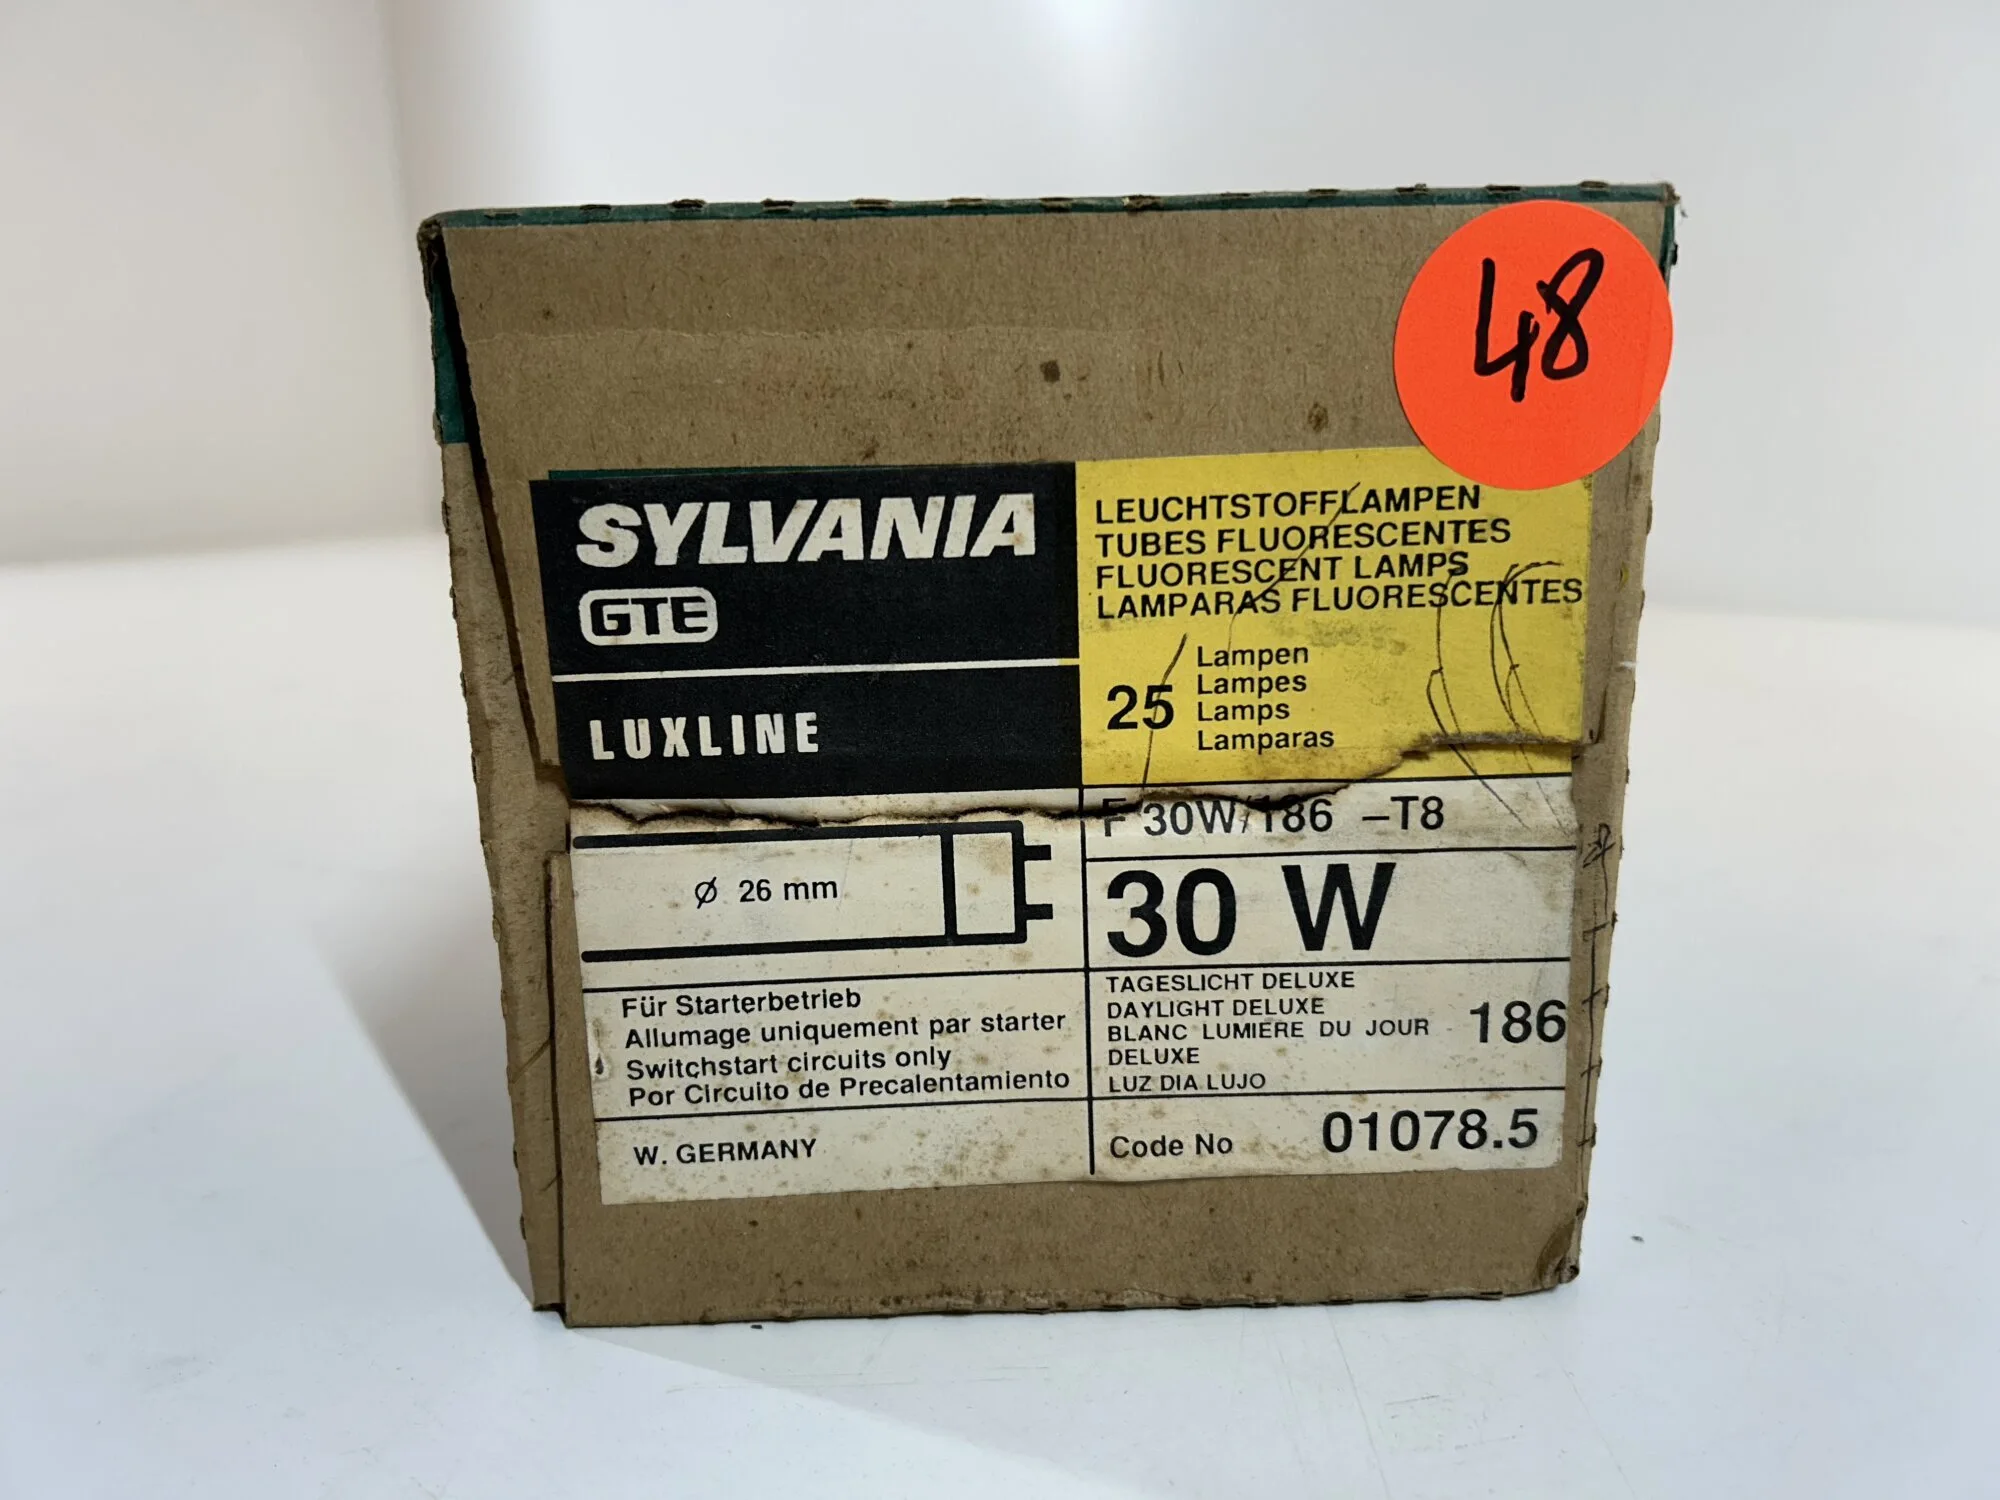 48
SYLVANIA
GTE
LUXLINE
LEUCHTSTOFFLAMPEN
TUBES FLUORESCENTES
FLUORESCENT LAMPS
LAMPARAS FLUORESCENTES
25
Lampen
Lampes
Lamps
Lamparas
Ø 26 mm
F 30W/186 –T8
30 W
Für Starterbetrieb
Allumage uniquement par starter
Switchstart circuits only
Por Circuito de Precalentamiento
TAGESLICHT DELUXE
DAYLIGHT DELUXE
BLANC LUMIERE DU JOUR
DELUXE
LUZ DIA LUJO
186
W. GERMANY
Code No 01078.5